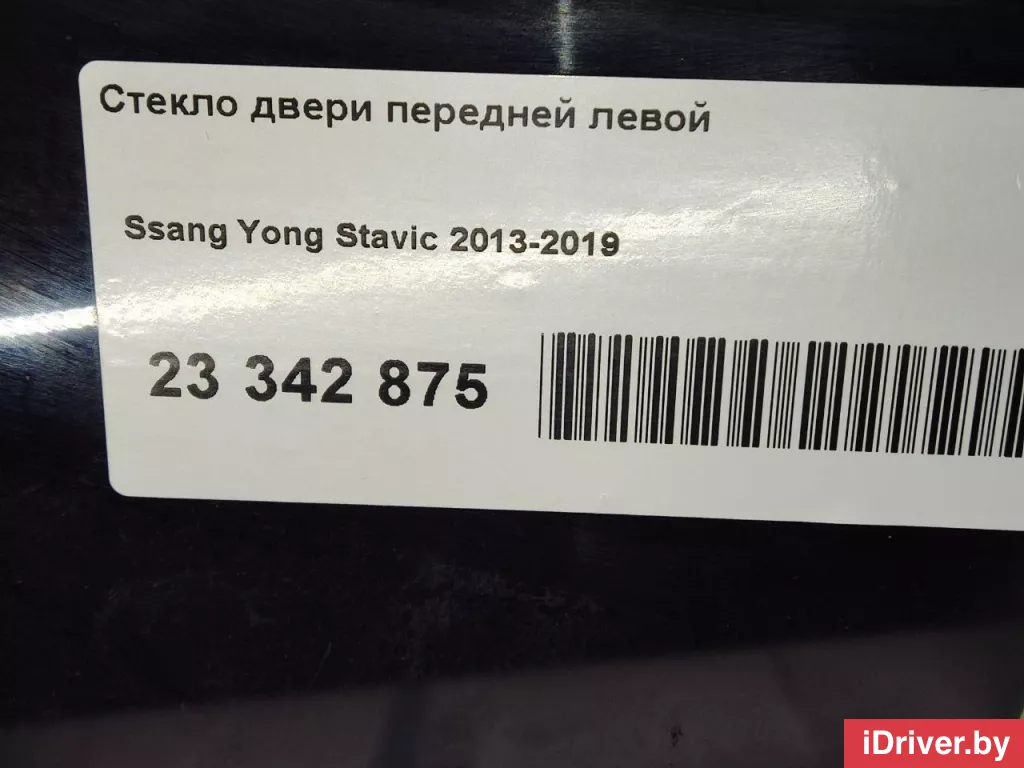 Стекло двери передней левой
Ssang Yong Stavic 2013-2019
23 342 875
iDriver.by